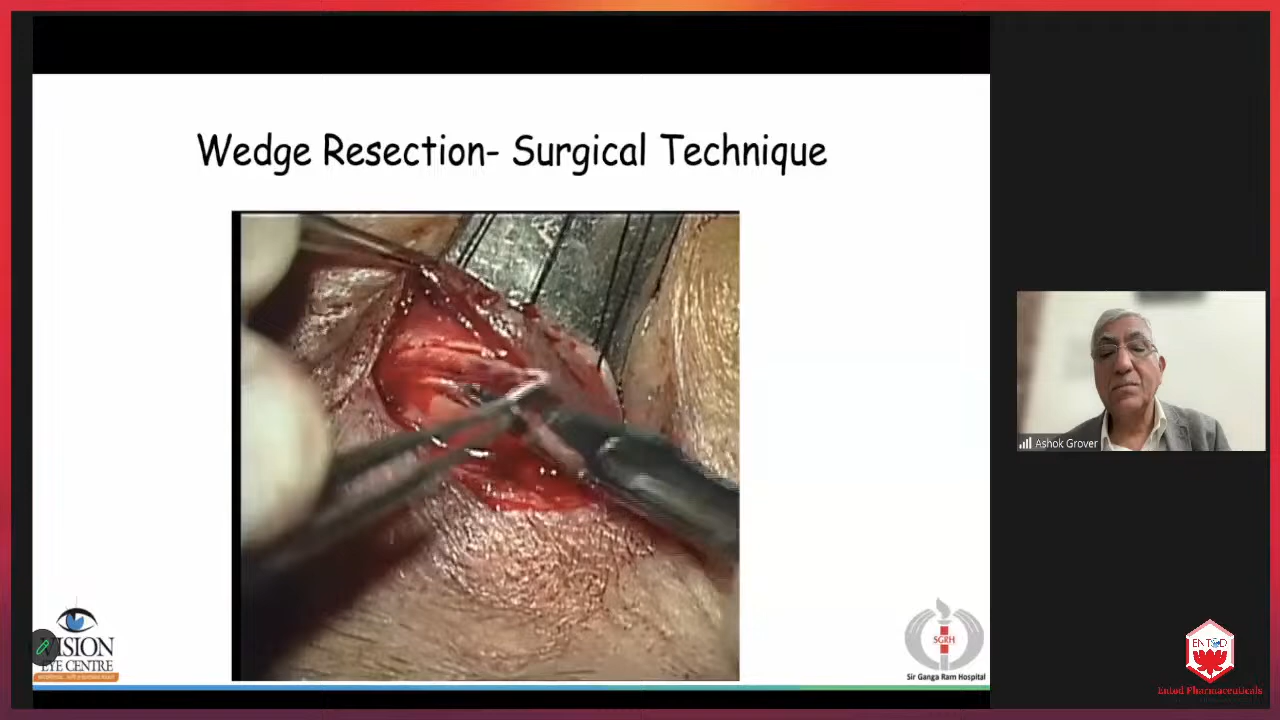 Wedge Resection- Surgical Technique
Ashok Grover
VISION
EYE CENTRE
SGRH
Sir Ganga Ram Hospital
ENTOD
Entod Pharmaceuticals